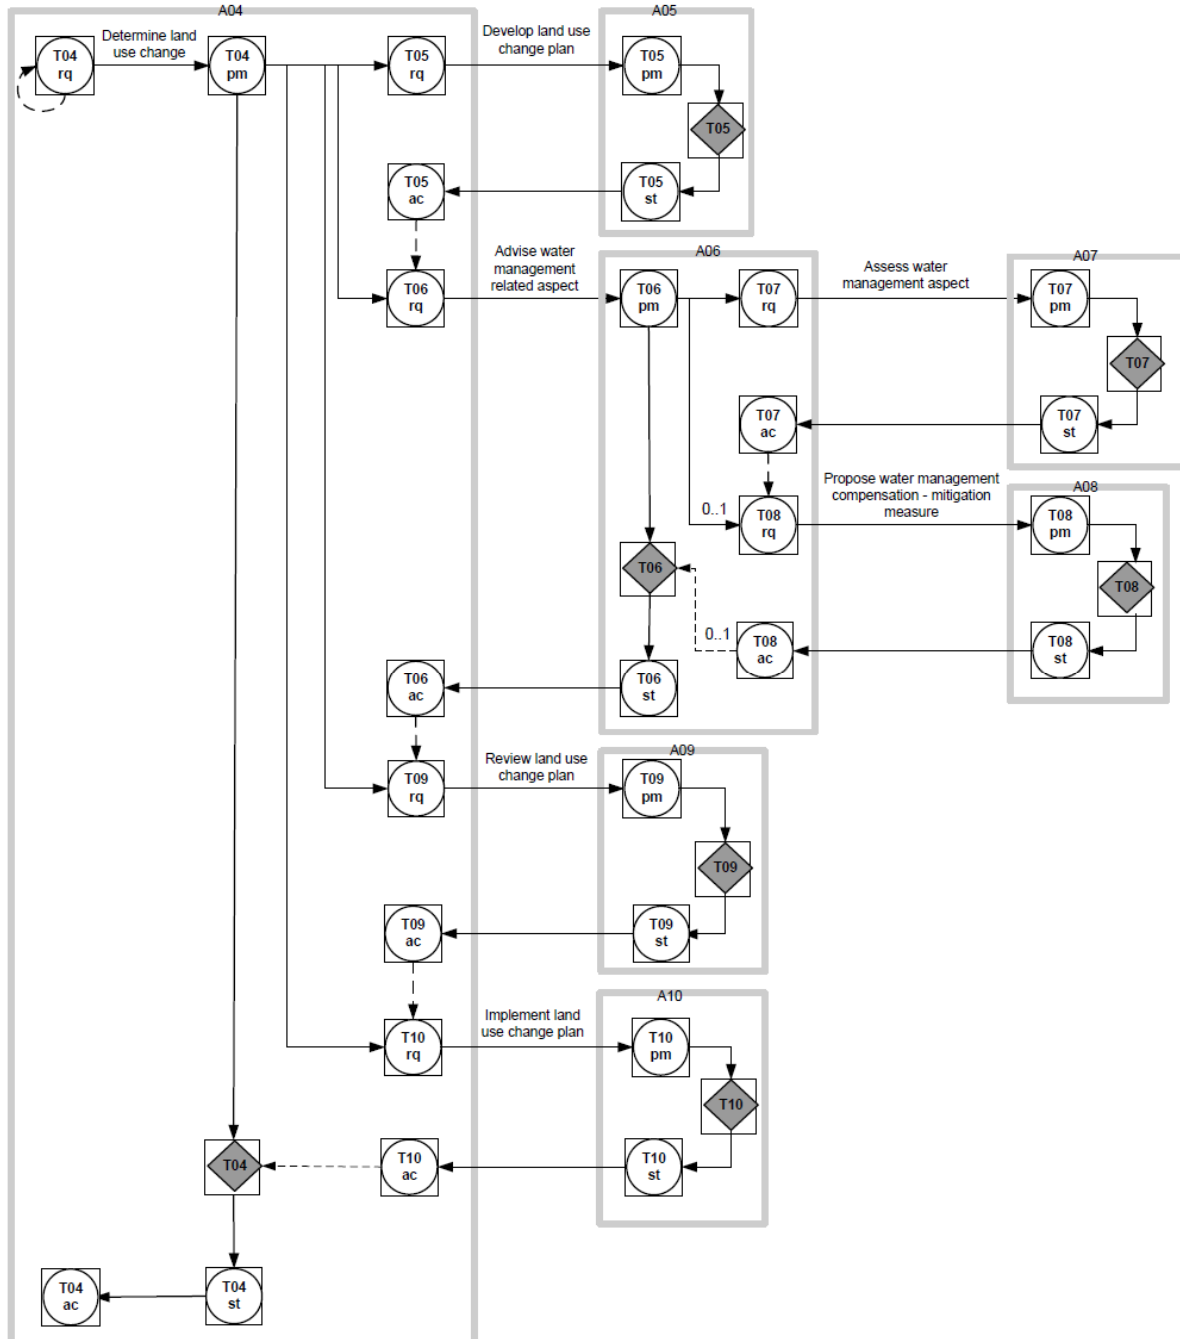 A04
A05
Determine land
use change
Develop land use
change plan
T04
rq
T04
pm
T05
rq
T05
pm
T05
T05
ac
T05
st
Advise water
management
related aspect
A06
Assess water
management aspect
A07
T06
rq
T06
pm
T07
rq
T07
pm
T07
T07
ac
T07
st
Propose water management
compensation - mitigation
measure
A08
0..1
T08
rq
T08
pm
T06
T08
0..1
T08
ac
T08
st
T06
ac
T06
st
Review land use
change plan
A09
T09
rq
T09
pm
T09
T09
ac
T09
st
Implement land
use change plan
A10
T10
rq
T10
pm
T10
T04
T10
ac
T10
st
T04
ac
T04
st